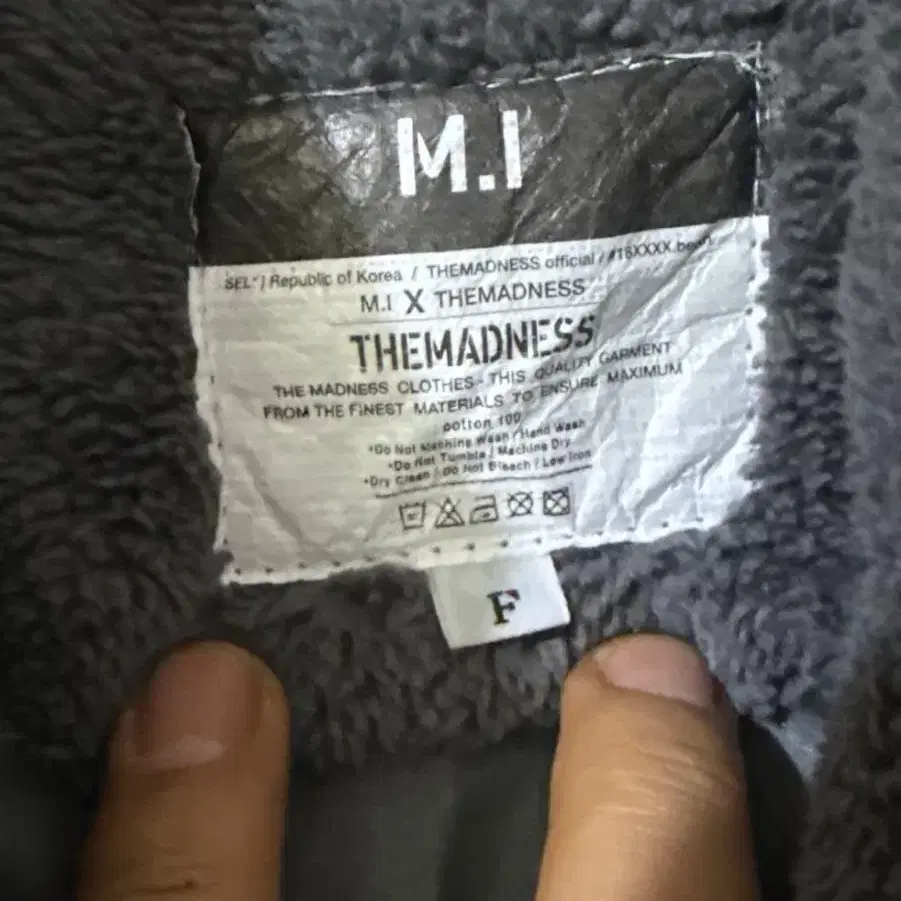 M.I
SEL*] Republic of Korea / THEMADNESS official / #16XXXX
M.I X THEMADNESS
THEMADNESS
THE MADNESS CLOTHES - THIS QUALITY GARMENT
FROM THE FINEST MATERIALS TO ENSURE MAXIMUM
cotton 100
*Do Not Machine Wash / Hand Wash
*Do Not Tumble / Machine Dry
*Dry Clean / Do Not Bleach / Low Iron
F